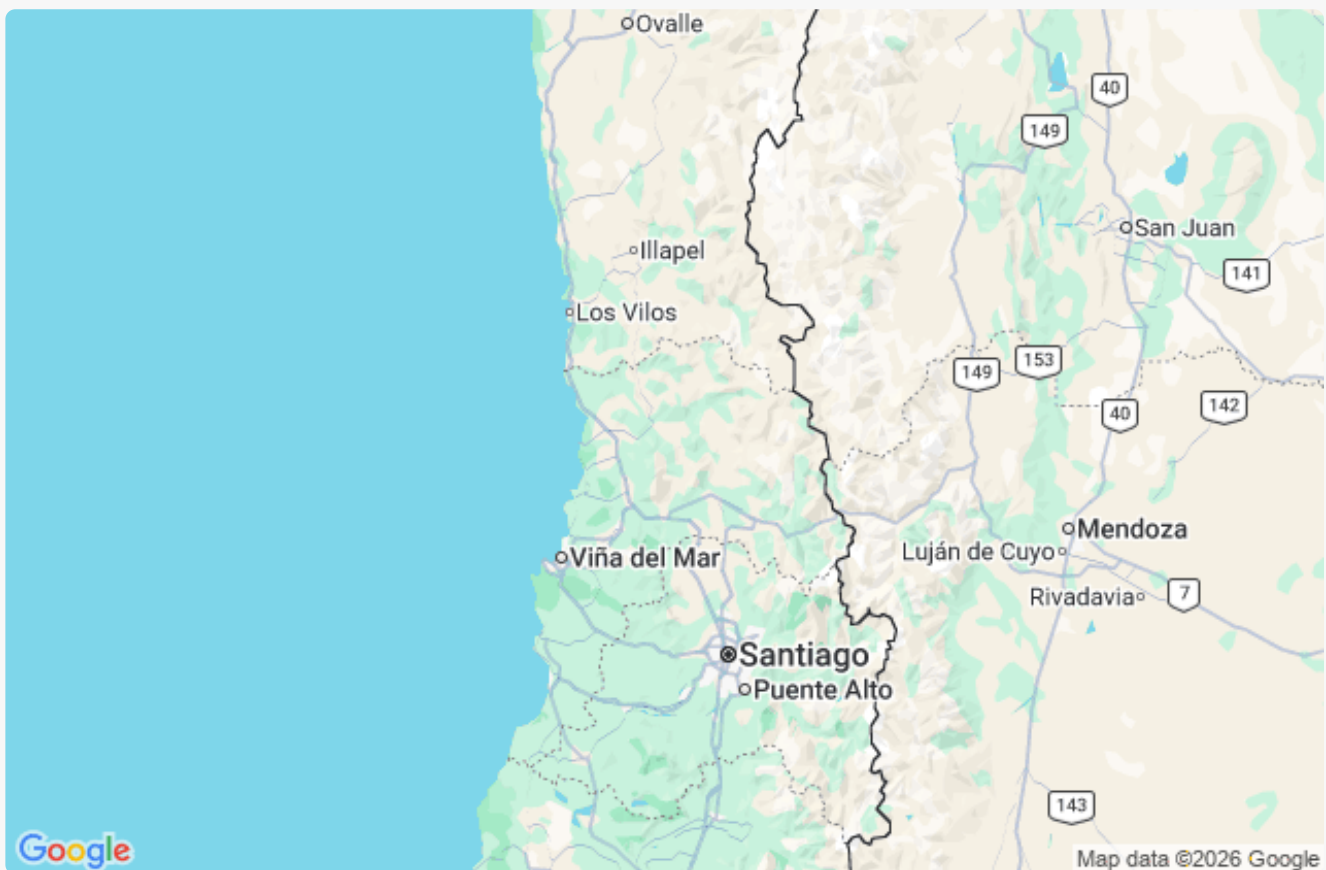 Ovalle
40
149
San Juan
Illapel
141
Los Vilos
153
149
142
40
Mendoza
Luján de Cuyo
Viña del Mar
Rivadavia
7
Santiago
Puente Alto
143
Google
Map data ©2026 Google